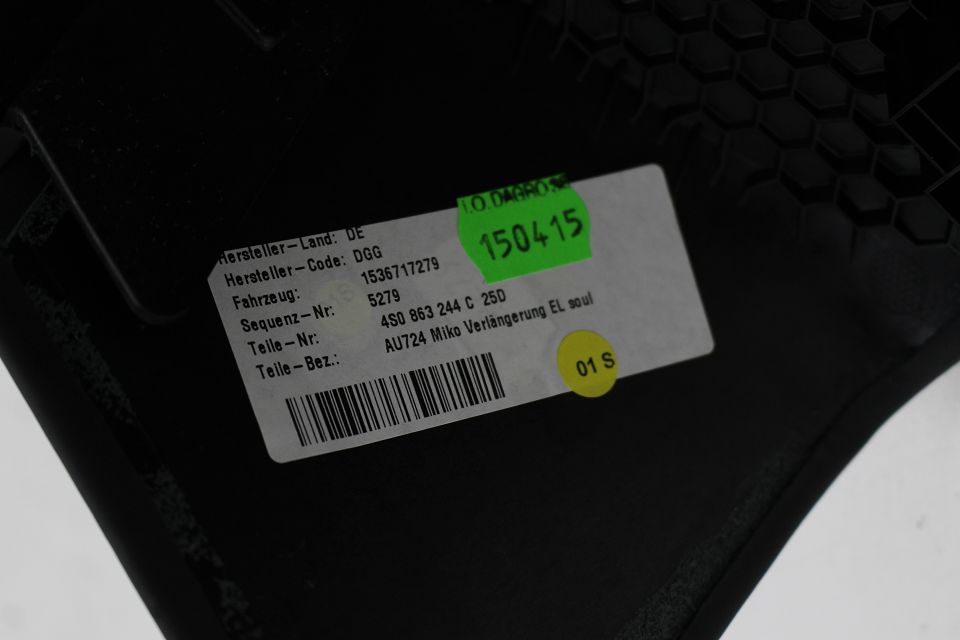 Hersteller-Land: DE
Hersteller-Code: DGG
Fahrzeug: 1536717279
Sequenz-Nr: 5279
Teile-Nr: 4S0 863 244 C 25D
Teile-Bez.: AU724 Miko Verlängerung EL soul
150415
01 S